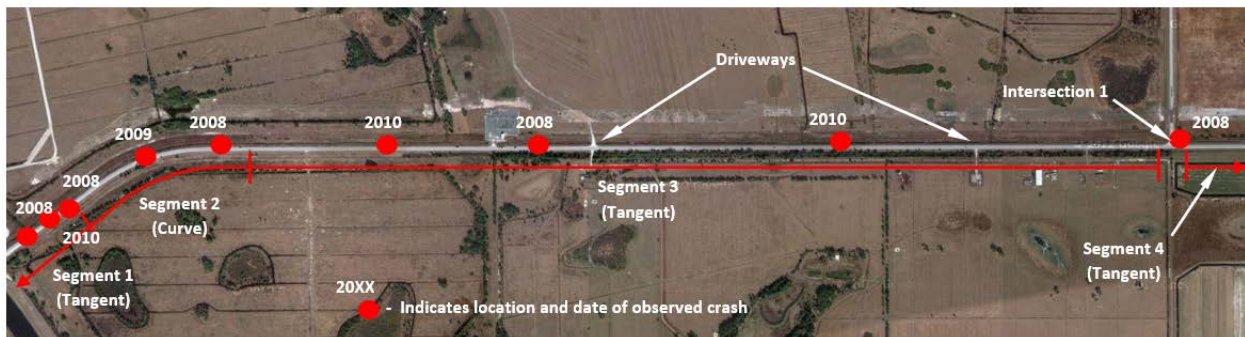 Driveways
Intersection 1
2008
2010
2008
2010
2008
2009
2008
2008
2010
Segment 2
(Curve)
Segment 1
(Tangent)
Segment 3
(Tangent)
Segment 4
(Tangent)
20XX
- Indicates location and date of observed crash